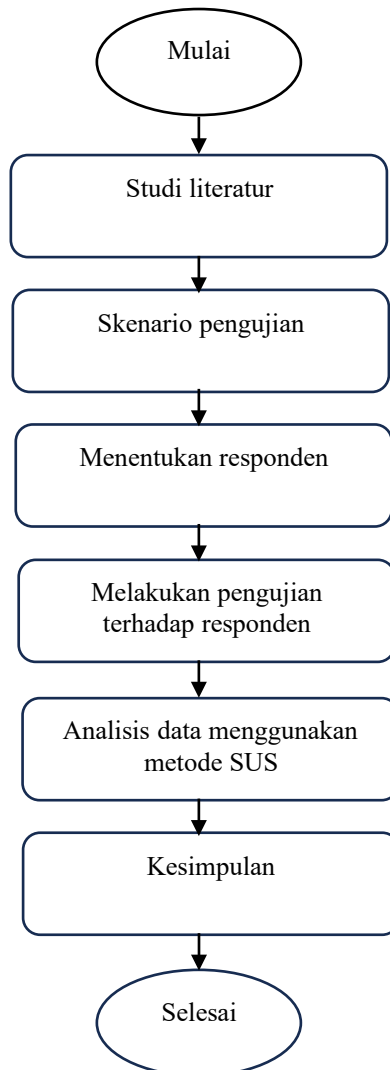 Mulai
Studi literatur
Skenario pengujian
Menentukan responden
Melakukan pengujian
terhadap responden
Analisis data menggunakan
metode SUS
Kesimpulan
Selesai